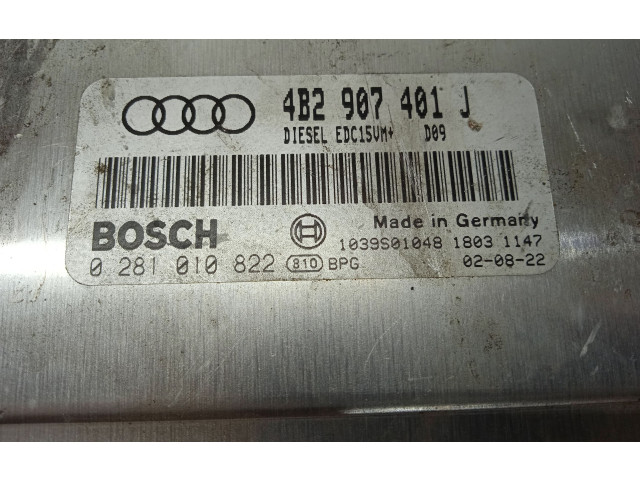 4B2 907 401 J
DIESEL EDC15VM+ D09
BOSCH
Made in Germany
1039S01048 1803 1147
0 281 010 822 810 BPG 02-08-22